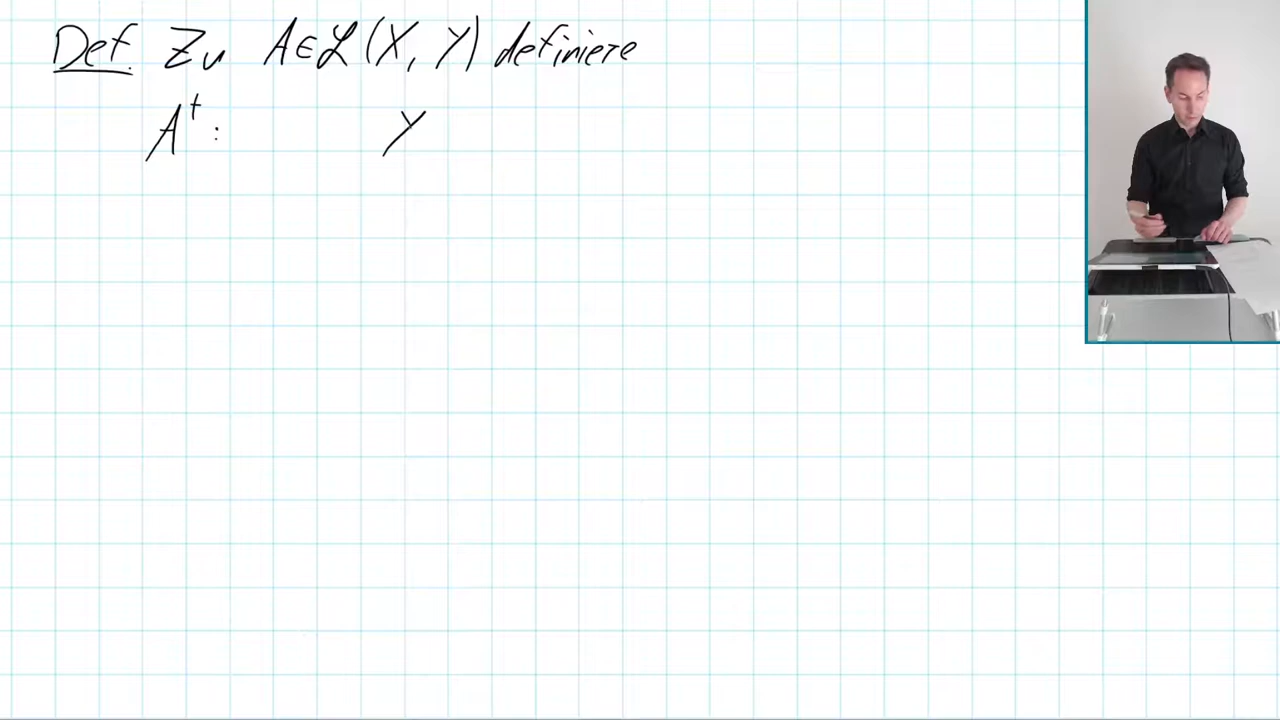 Def. Zu A ∈ ℒ(X, Y) definiere
A† : Y